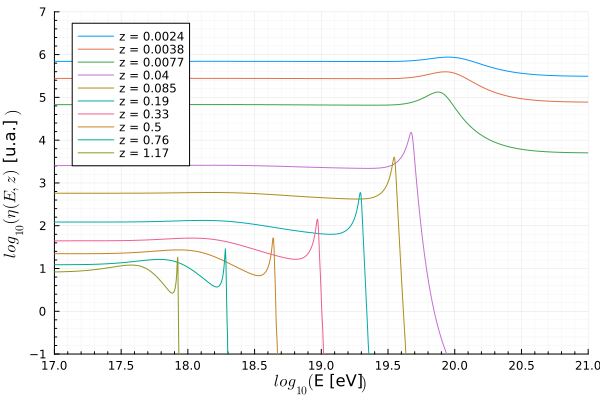 7
6
5
4
3
2
1
0
−1
log10(η(E, z) [u.a.])
z = 0.0024
z = 0.0038
z = 0.0077
z = 0.04
z = 0.085
z = 0.19
z = 0.33
z = 0.5
z = 0.76
z = 1.17
17.0 17.5 18.0 18.5 19.0 19.5 20.0 20.5 21.0
log10(E [eV])